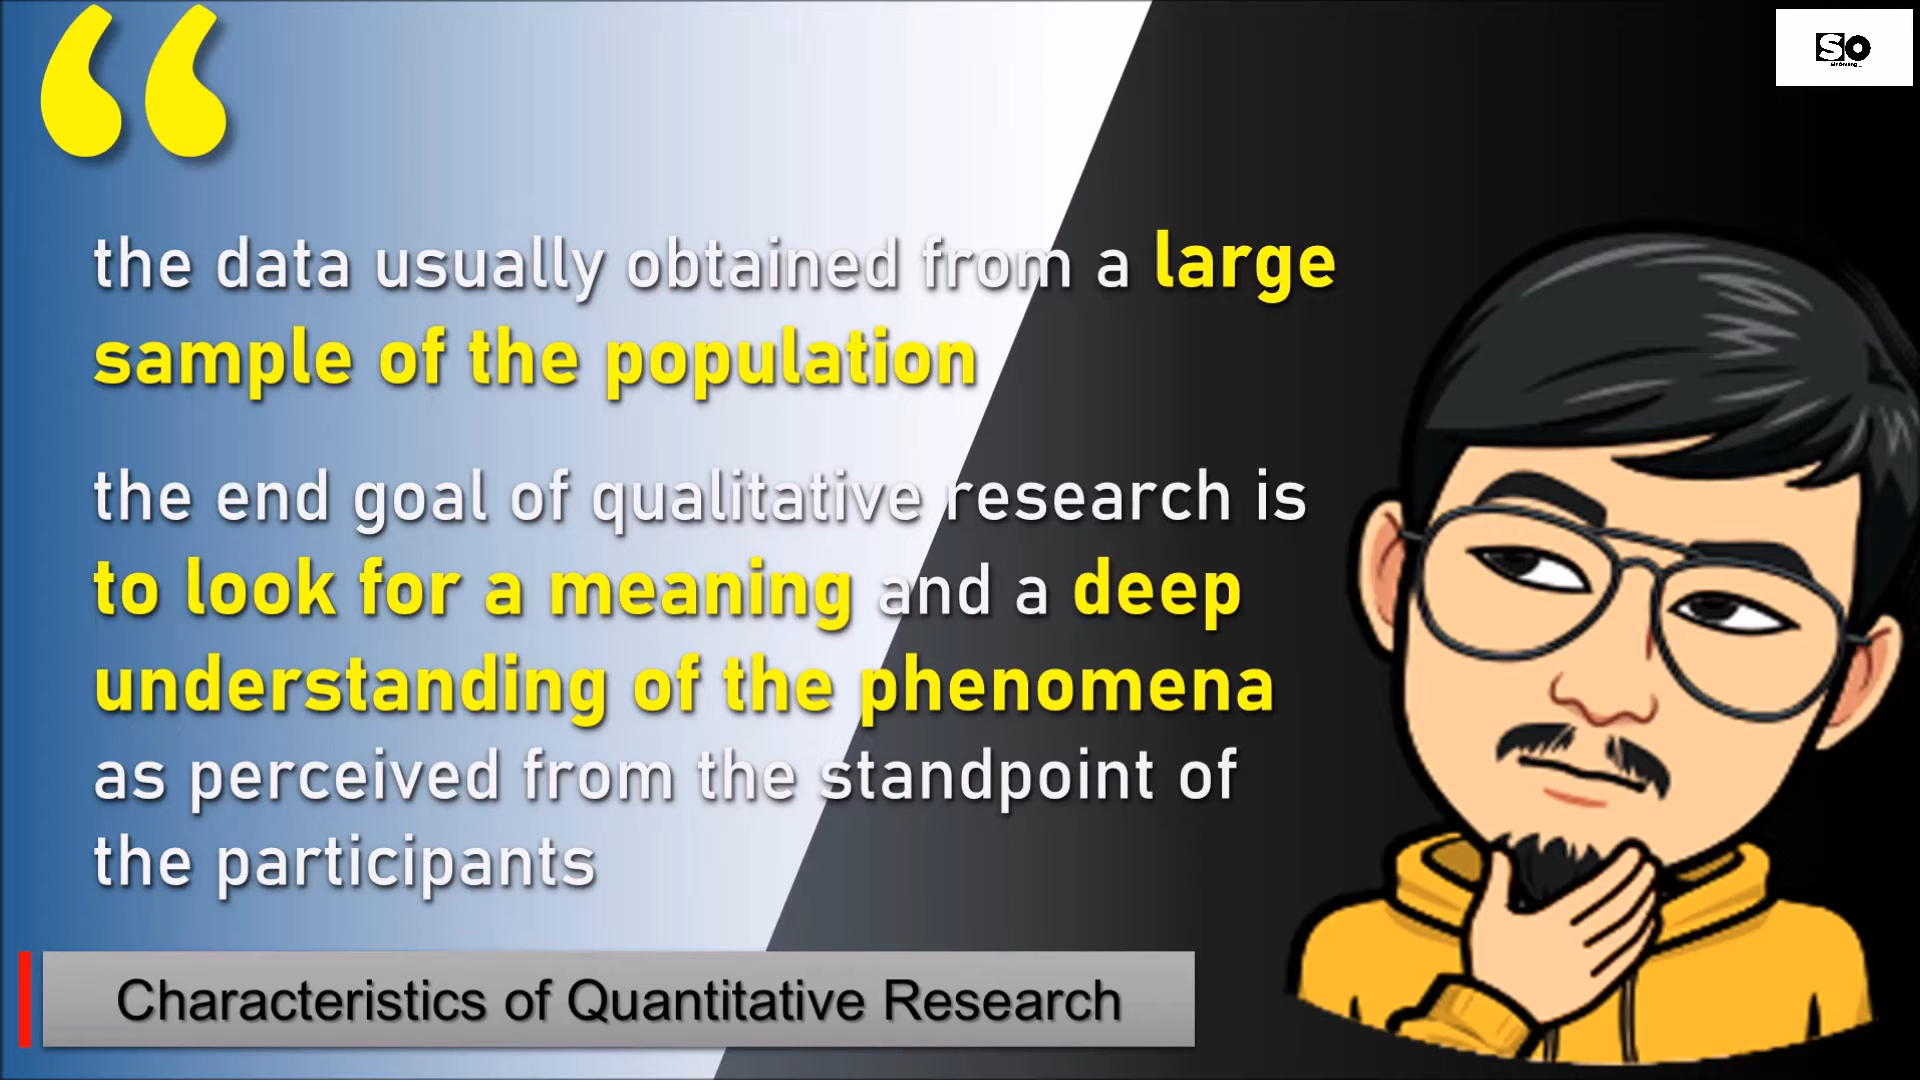 SO
“
the data usually obtained from a large
sample of the population
the end goal of qualitative research is
to look for a meaning and a deep
understanding of the phenomena
as perceived from the standpoint of
the participants
Characteristics of Quantitative Research